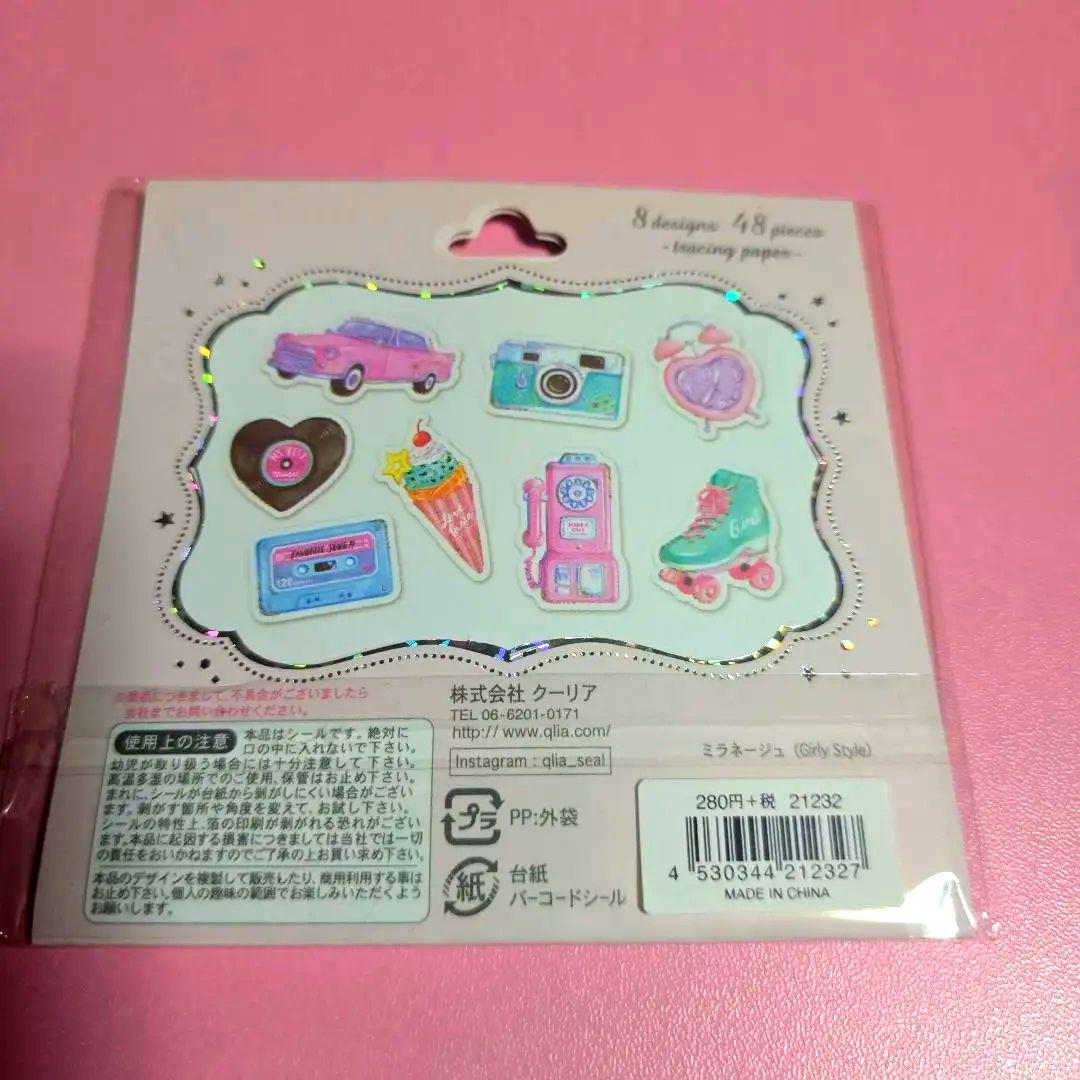 8 designs 48 pieces
-tracing paper-
Girl
FAVORITE SONG
120
※商品につきまして、不具合がございましたら
当社までお問い合わせください。
使用上の注意
本品はシールです。絶対に
口の中に入れないで下さい。
幼児が取り扱う場合には十分注意して下さい。
高温多湿の場所でのご使用、保管はお止め下さい。
まれに、シールが台紙から剥がしにくい場合がござい
ます。剥がす箇所や角度を変えて、お試し下さい。
シールの特性上、箔の印刷が剥がれる恐れがござい
ます。本品に起因する損害につきましては当社では一切
の責任をおいかねますのでご了承の上お買い求め下さい。
本品のデザインを複製して販売したり、商用利用する事は
お止め下さい。個人の趣味の範囲でお楽しみいただくよう
お願いします。
株式会社 クーリア
TEL 06-6201-0171
http://www.qlia.com/
Instagram : qlia_seal
プラ
PP:外袋
紙
台紙
バーコードシール
ミラネージュ（Girly Style）
280円+税 21232
4 530344 212327
MADE IN CHINA